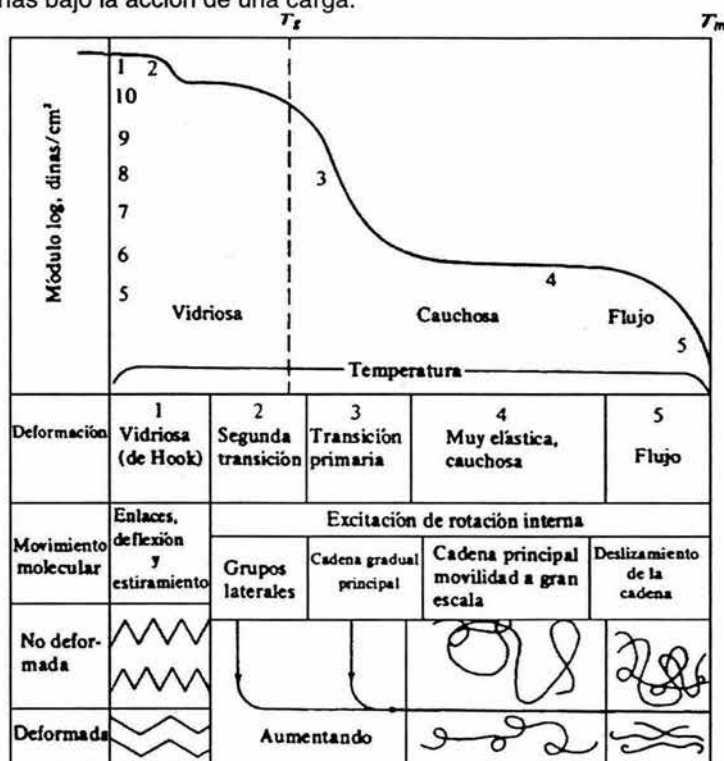 nas bajo la acción de una carga.
Tg
Tm
Módulo log, dinas/cm²
1 2
10
9
8
3
7
6
5
4
5
Vidriosa
Cauchosa
Flujo
Temperatura
Deformación
1
Vidriosa
(de Hook)
2
Segunda
transición
3
Transición
primaria
4
Muy elástica,
cauchosa
5
Flujo
Movimiento
molecular
Enlaces,
deflexión
y
estiramiento
Excitación de rotación interna
Grupos
laterales
Cadena gradual
principal
Cadena principal
movilidad a gran
escala
Deslizamiento
de la
cadena
No defor-
mada
Deformada
Aumentando